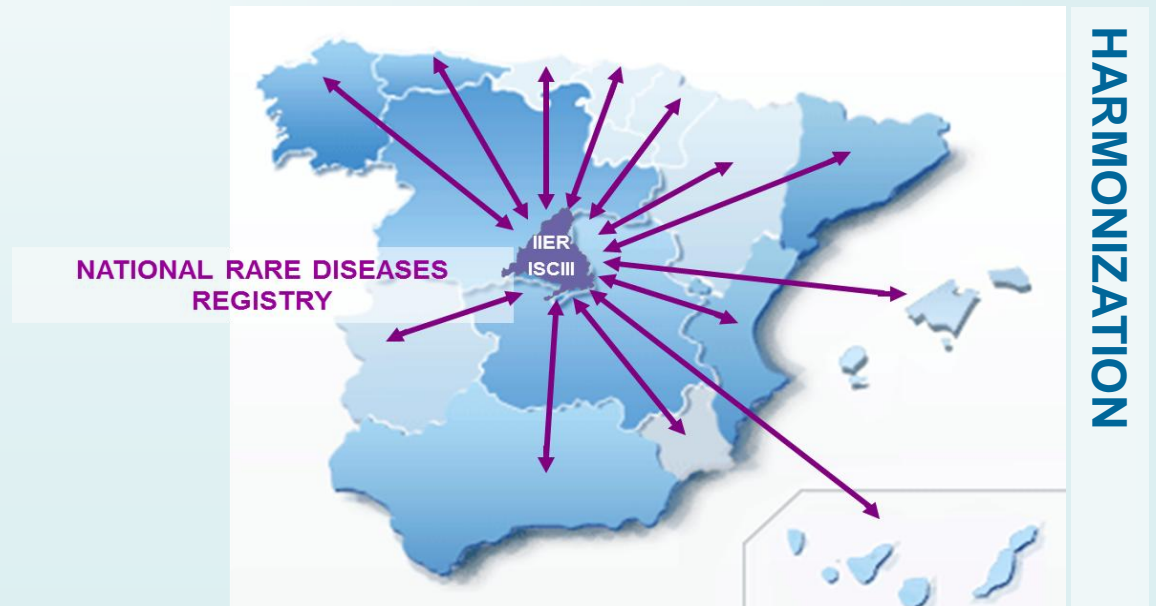 HARMONIZATION
IIER
ISCIII
NATIONAL RARE DISEASES
REGISTRY